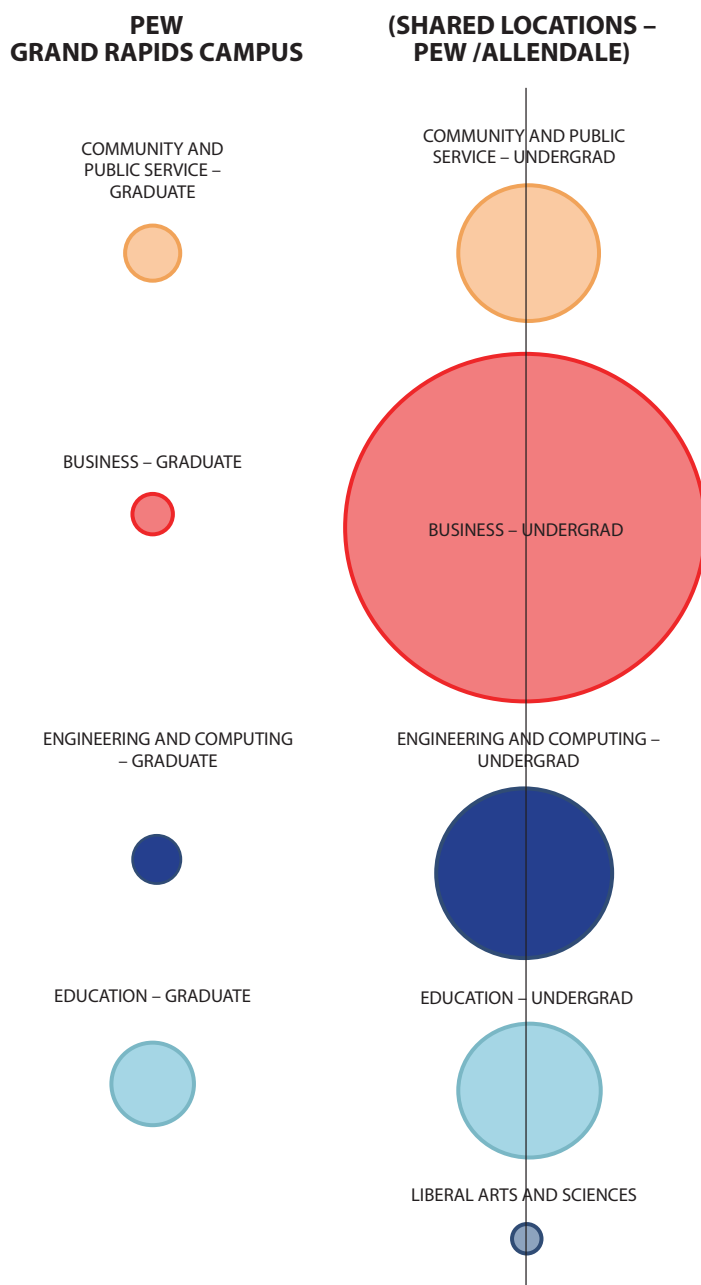 PEW
GRAND RAPIDS CAMPUS
(SHARED LOCATIONS –
PEW /ALLENDALE)
COMMUNITY AND
PUBLIC SERVICE –
GRADUATE
COMMUNITY AND PUBLIC
SERVICE – UNDERGRAD
BUSINESS – GRADUATE
BUSINESS – UNDERGRAD
ENGINEERING AND COMPUTING
– GRADUATE
ENGINEERING AND COMPUTING –
UNDERGRAD
EDUCATION – GRADUATE
EDUCATION – UNDERGRAD
LIBERAL ARTS AND SCIENCES